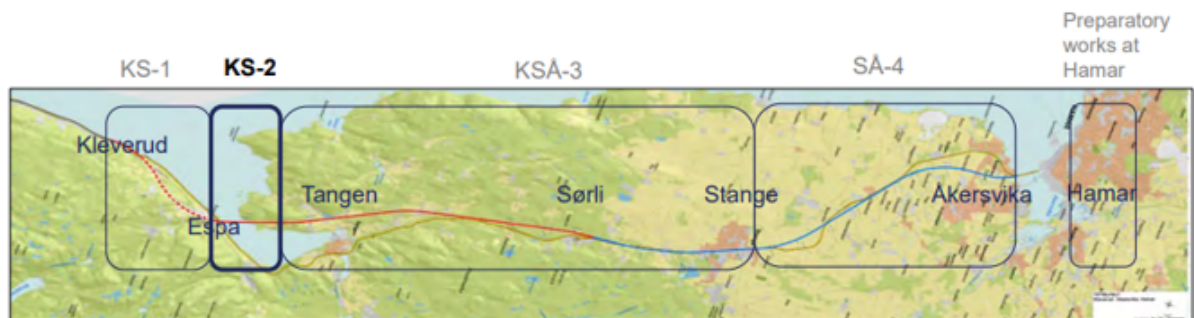 Preparatory
works at
Hamar
KS-1
KS-2
KSÅ-3
SÅ-4
Kleverud
Espa
Tangen
Sørli
Stange
Åkersvika
Hamar